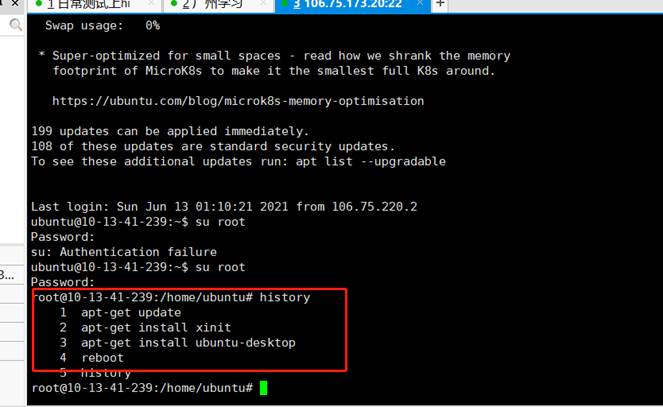 1 日常测试上hi
2 广州学习
3 106.75.173.20:22
Swap usage: 0%
* Super-optimized for small spaces - read how we shrank the memory
footprint of MicroK8s to make it the smallest full K8s around.
https://ubuntu.com/blog/microk8s-memory-optimisation
199 updates can be applied immediately.
108 of these updates are standard security updates.
To see these additional updates run: apt list --upgradable
Last login: Sun Jun 13 01:10:21 2021 from 106.75.220.2
ubuntu@10-13-41-239:~$ su root
Password:
su: Authentication failure
ubuntu@10-13-41-239:~$ su root
Password:
root@10-13-41-239:/home/ubuntu# history
1 apt-get update
2 apt-get install xinit
3 apt-get install ubuntu-desktop
4 reboot
5 history
root@10-13-41-239:/home/ubuntu#
3...